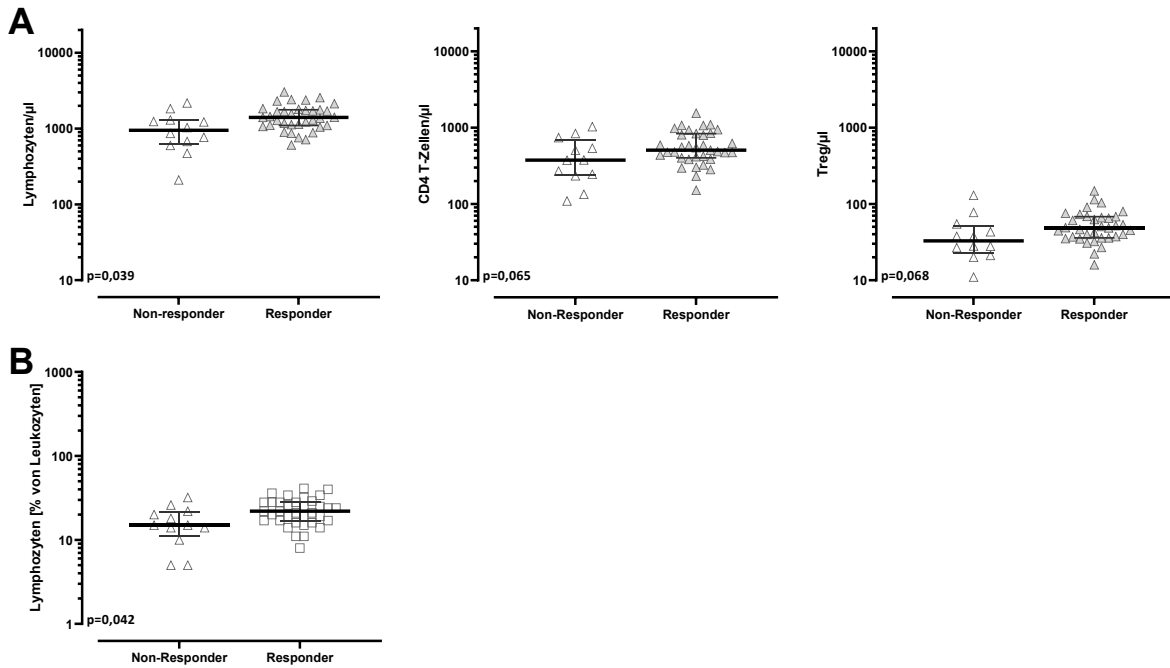 A
Lymphozyten/µl
10000
1000
100
10
p=0,039
Non-responder
Responder
CD4 T-Zellen/µl
10000
1000
100
10
p=0,065
Non-Responder
Responder
Treg/µl
10000
1000
100
10
p=0,068
Non-Responder
Responder
B
Lymphozyten [% von Leukozyten]
1000
100
10
1
p=0,042
Non-Responder
Responder